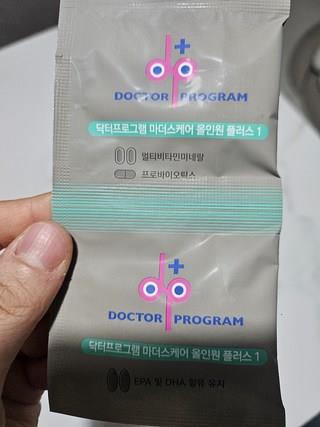 DOCTOR PROGRAM
닥터프로그램 마더스케어 올인원 플러스 1
멀티비타민미네랄
프로바이오틱스
DOCTOR PROGRAM
닥터프로그램 마더스케어 올인원 플러스 1
EPA 및 DHA 함유 유지